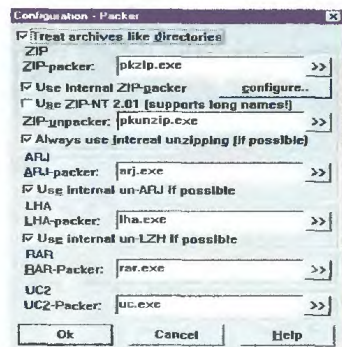 Configuration - Packer
Treat archives like directories
ZIP
ZIP-packer: pkzip.exe >>
Use Internal ZIP-packer configure..
Use ZIP-NT 2.01 (supports long names!)
ZIP-unpacker: pkunzip.exe >>
Always use internal unzipping (if possible)
ARJ
ARJ-packer: arj.exe >>
Use internal un-ARJ if possible
LHA
LHA-packer: lha.exe >>
Use internal un-LZH if possible
RAR
RAR-Packer: rar.exe >>
UC2
UC2-Packer: uc.exe >>
Ok Cancel Help